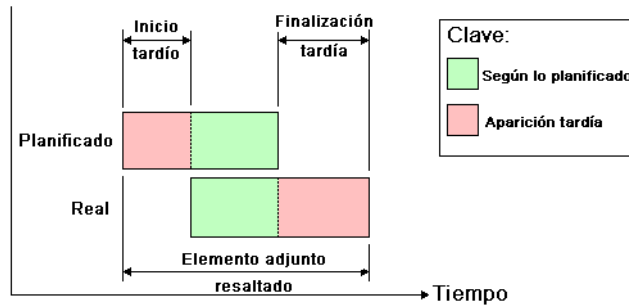 Inicio
tardío
Finalización
tardía
Clave:
Según lo planificado
Aparición tardía
Planificado
Real
Elemento adjunto
resaltado
Tiempo